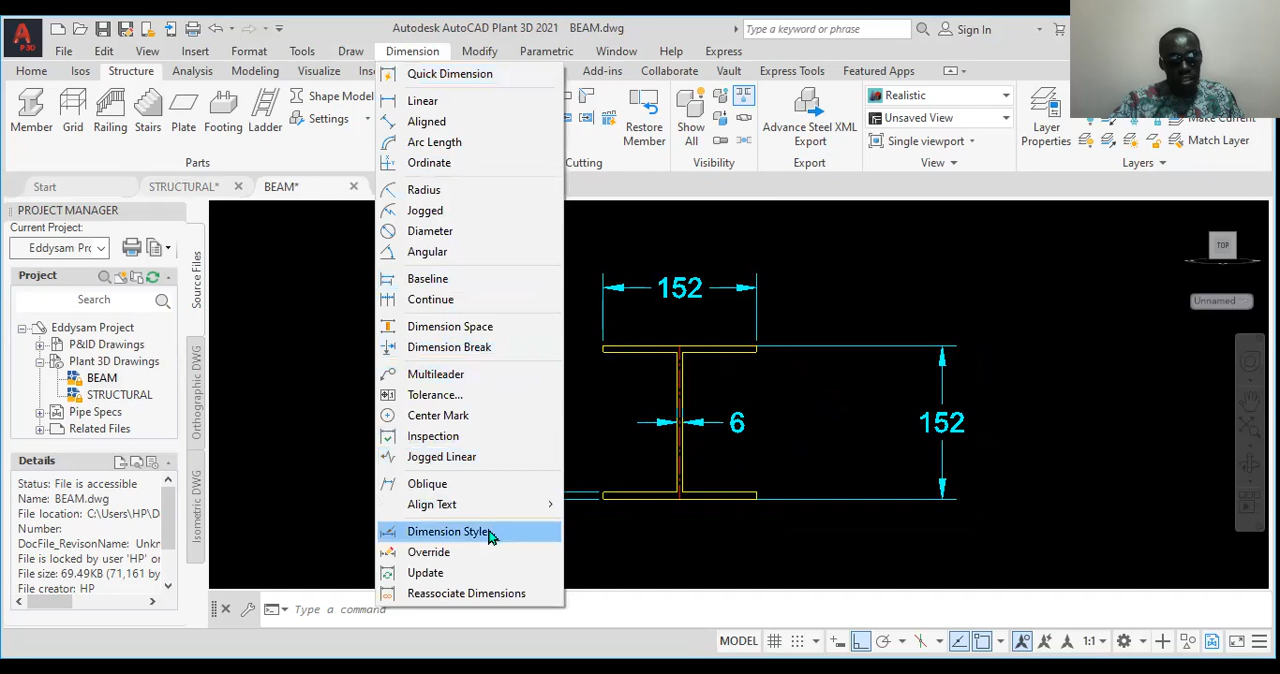 Autodesk AutoCAD Plant 3D 2021 BEAM.dwg
Type a keyword or phrase
Sign In
P3D
File Edit View Insert Format Tools Draw Dimension Modify Parametric Window Help Express
Home Isos Structure Analysis Modeling Visualize Add-ins Collaborate Vault Express Tools Featured Apps
Member Grid Railing Stairs Plate Footing Ladder
Shape Model
Settings
Parts
Restore
Member
Cutting
Show
All
Visibility
Advance Steel XML
Export
Export
Realistic
Unsaved View
Single viewport
View
Layer
Properties
Make Current
Match Layer
Layers
Start STRUCTURAL* BEAM*
PROJECT MANAGER
Current Project:
Eddysam Prc
Project
Search
Eddysam Project
P&ID Drawings
Plant 3D Drawings
BEAM
STRUCTURAL
Pipe Specs
Related Files
Details
Status: File is accessible
Name: BEAM.dwg
File location: C:\Users\HP\D
Number:
DocFile_RevisonName: Unkn
File is locked by user 'HP' or
File size: 69.49KB (71,161 by
File creator: HP
Source Files
Orthographic DWG
Isometric DWG
Quick Dimension
Linear
Aligned
Arc Length
Ordinate
Radius
Jogged
Diameter
Angular
Baseline
Continue
Dimension Space
Dimension Break
Multileader
Tolerance...
Center Mark
Inspection
Jogged Linear
Oblique
Align Text
Dimension Style
Override
Update
Reassociate Dimensions
152
6
152
TOP
Unnamed
Type a command
MODEL
1:1